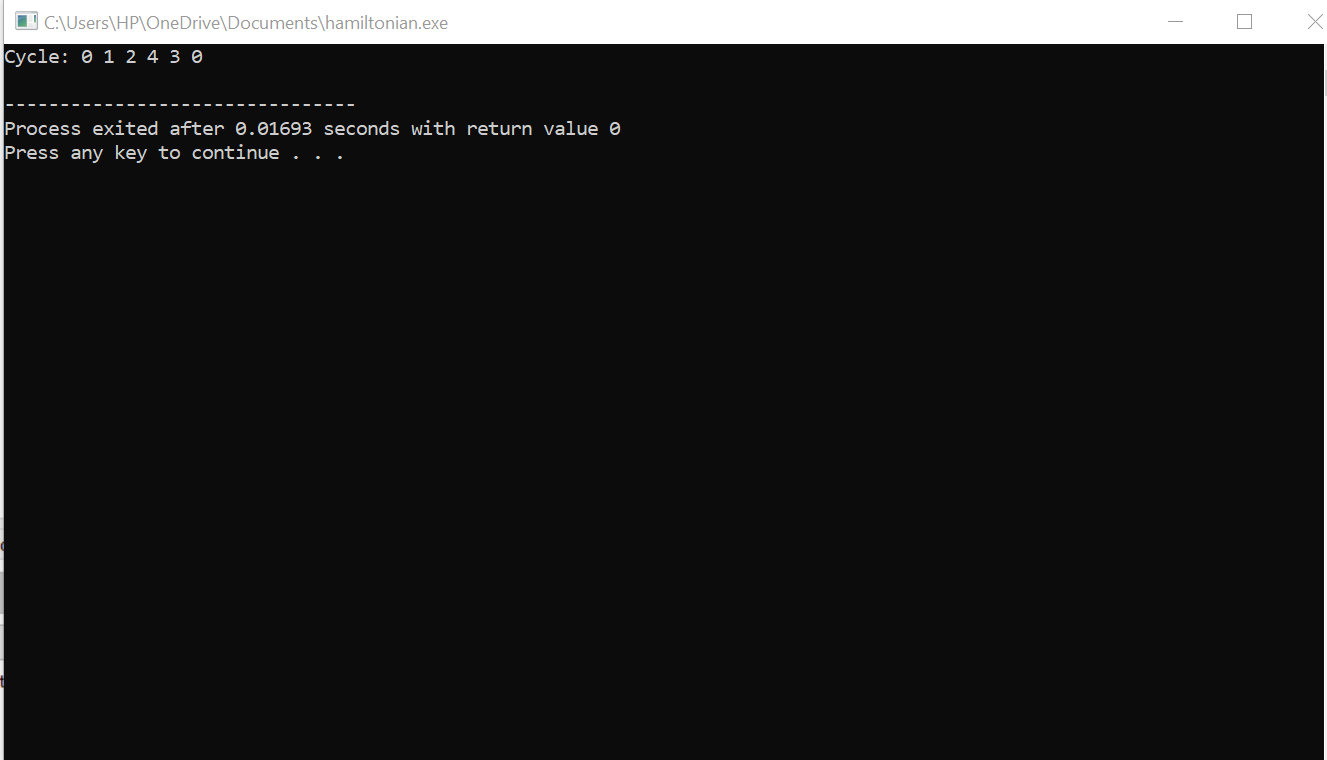 C:\Users\HP\OneDrive\Documents\hamiltonian.exe
Cycle: 0 1 2 4 3 0
--------------------------------
Process exited after 0.01693 seconds with return value 0
Press any key to continue . . .